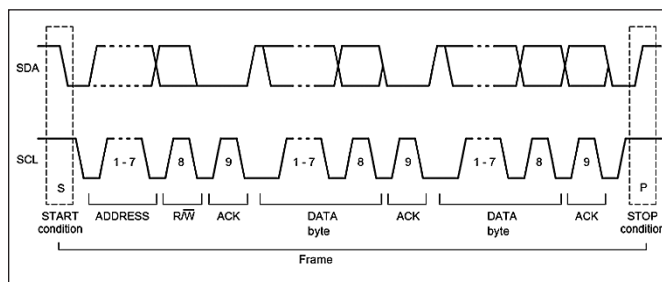 SDA
SCL
1 - 7 8 9 1 - 7 8 9 1 - 7 8 9
S P
START condition ADDRESS R/W̅ ACK DATA byte ACK DATA byte ACK STOP condition
Frame